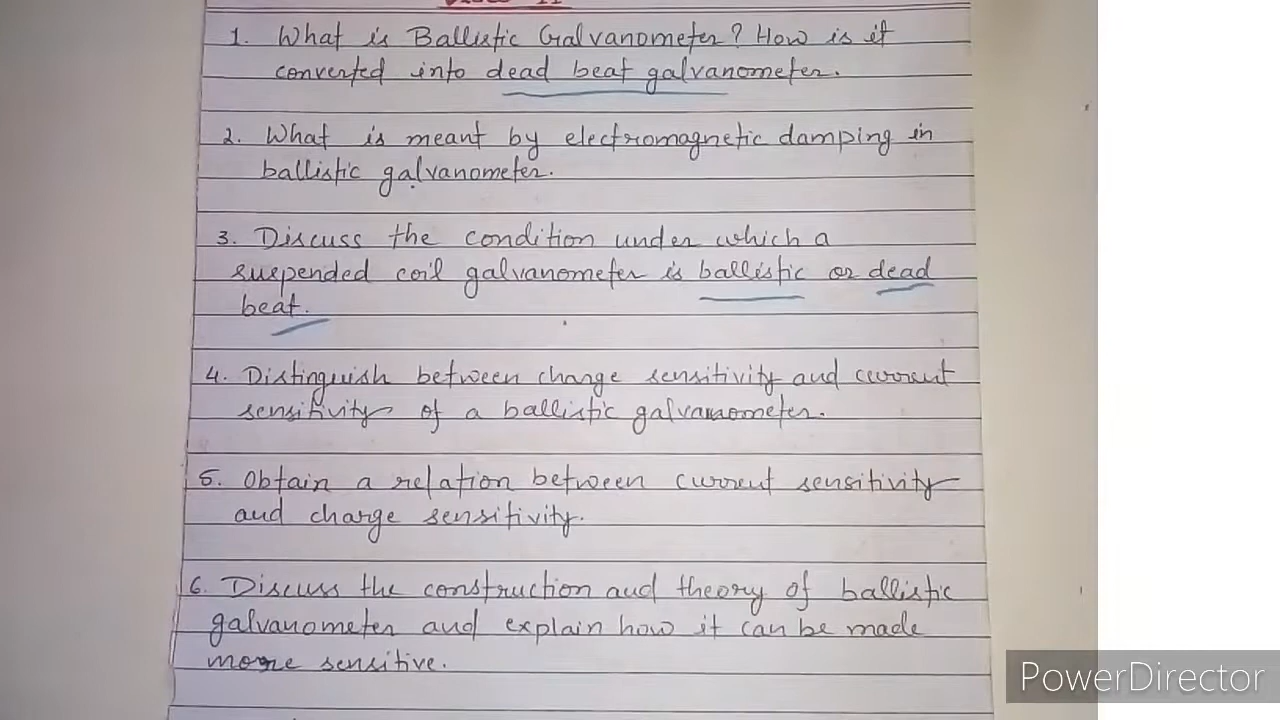 1. What is Ballistic Galvanometer? How is it
converted into dead beat galvanometer.
2. What is meant by electromagnetic damping in
ballistic galvanometer.
3. Discuss the condition under which a
suspended coil galvanometer is ballistic or dead
beat.
4. Distinguish between charge sensitivity and current
sensitivity of a ballistic galvanometer.
5. Obtain a relation between current sensitivity
and charge sensitivity.
6. Discuss the construction and theory of ballistic
galvanometer and explain how it can be made
more sensitive.
PowerDirector